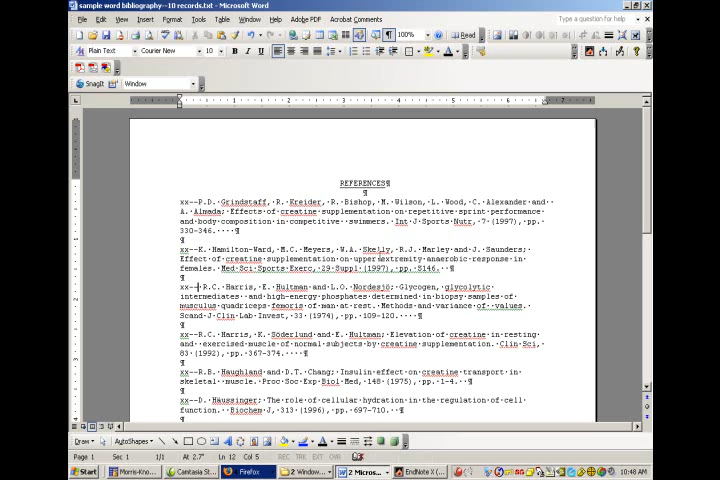 sample word bibliography--10 records.txt - Microsoft Word
File Edit View Insert Format Tools Table Window Help Adobe PDF Acrobat Comments Type a question for help
100% Read
Plain Text Courier New 10 B I U
SnagIt Window
1 2 3 4 5 6 7
REFERENCES¶
¶
xx--P.D. Grindstaff, R. Kreider, R. Bishop, M. Wilson, L. Wood, C. Alexander and
A. Almada; Effects of creatine supplementation on repetitive sprint performance
and body composition in competitive swimmers. Int J Sports Nutr, 7 (1997), pp.
330-346. ¶
¶
xx--K. Hamilton-Ward, M.C. Meyers, W.A. Skelly, R.J. Marley and J. Saunders;
Effect of creatine supplementation on upper extremity anaerobic response in
females. Med Sci Sports Exerc, 29 Suppl (1997), pp. S146. ¶
¶
xx-- R.C. Harris, E. Hultman and L.O. Nordesjö; Glycogen, glycolytic
intermediates and high-energy phosphates determined in biopsy samples of
musculus quadriceps femoris of man at rest. Methods and variance of values.
Scand J Clin Lab Invest, 33 (1974), pp. 109-120. ¶
¶
xx--R.C. Harris, K. Söderlund and E. Hultman; Elevation of creatine in resting
and exercised muscle of normal subjects by creatine supplementation. Clin Sci,
83 (1992), pp. 367-374. ¶
¶
xx--R.B. Haughland and D.T. Chang; Insulin effect on creatine transport in
skeletal muscle. Proc Soc Exp Biol Med, 148 (1975), pp. 1-4. ¶
¶
xx--D. Häussinger; The role of cellular hydration in the regulation of cell
function. Biochem J, 313 (1996), pp. 697-710. ¶
¶
Draw AutoShapes
Page 1 Sec 1 1/1 At 2.7" Ln 12 Col 5 REC TRK EXT OVR
Start Morris-Kno... Camtasia St... Firefox 2 Window... 2 Micros... EndNote X (... 10:48 AM